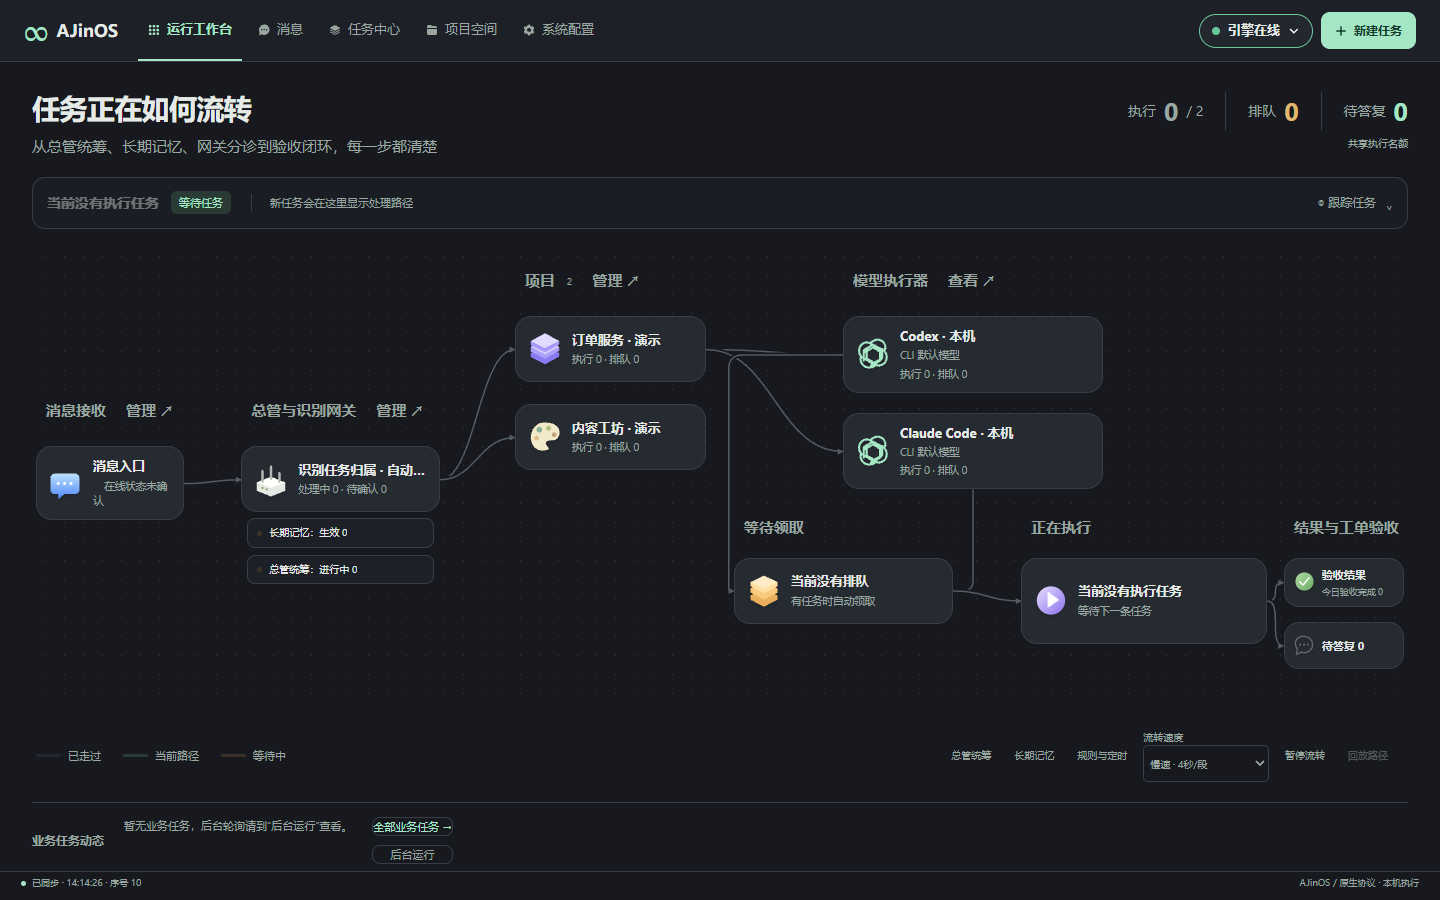 AJinOS
运行工作台
消息
任务中心
项目空间
系统配置
引擎在线
+ 新建任务
任务正在如何流转
从总管统筹、长期记忆、网关分诊到验收闭环，每一步都清楚
执行 0 / 2
排队 0
待答复 0
共享执行名额
当前没有执行任务
等待任务
新任务会在这里显示处理路径
跟踪任务
项目 2 管理 ↗
模型执行器 查看 ↗
订单服务 · 演示
执行 0 · 排队 0
Codex · 本机
CLI 默认模型
执行 0 · 排队 0
内容工坊 · 演示
执行 0 · 排队 0
Claude Code · 本机
CLI 默认模型
执行 0 · 排队 0
消息接收 管理 ↗
总管与识别网关 管理 ↗
消息入口
在线状态未确
认
识别任务归属 · 自动...
处理中 0 · 待确认 0
长期记忆：生效 0
总管统筹：进行中 0
等待领取
正在执行
结果与工单验收
当前没有排队
有任务时自动领取
当前没有执行任务
等待下一条任务
验收结果
今日验收完成 0
待答复 0
已走过
当前路径
等待中
总管统筹
长期记忆
规则与定时
流转速度
慢速 · 4秒/段
暂停流转
回放路径
业务任务动态
暂无业务任务，后台轮询请到“后台运行”查看。
全部业务任务 →
后台运行
已同步 · 14:14:26 · 序号 10
AJinOS / 原生协议 · 本机执行